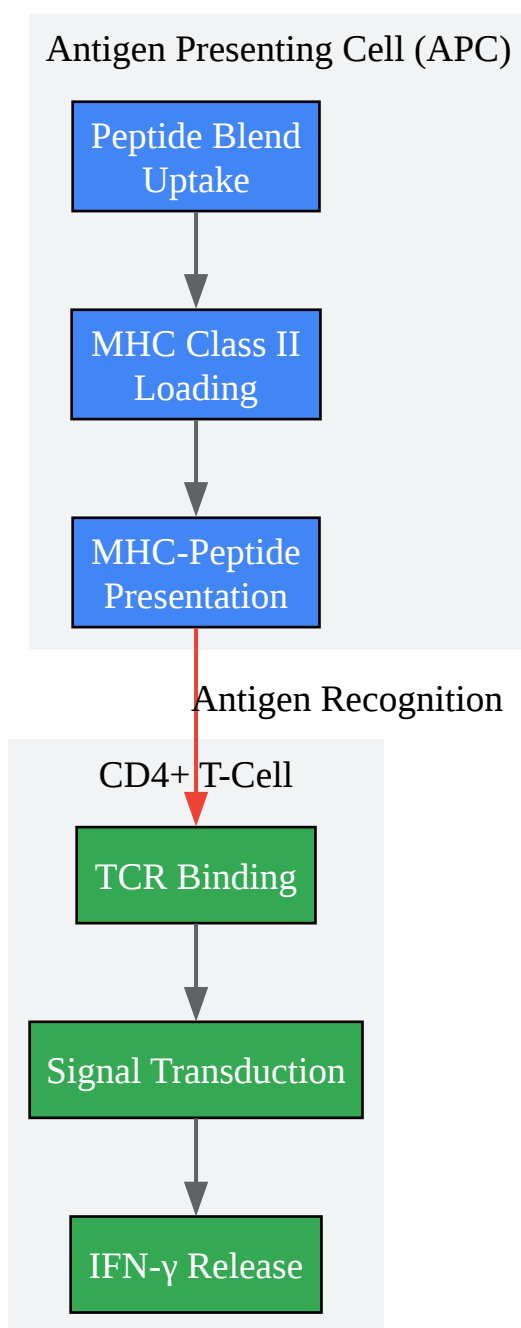 Antigen Presenting Cell (APC)
Peptide Blend
Uptake
MHC Class II
Loading
MHC-Peptide
Presentation
Antigen Recognition
CD4+ T-Cell
TCR Binding
Signal Transduction
IFN-γ Release